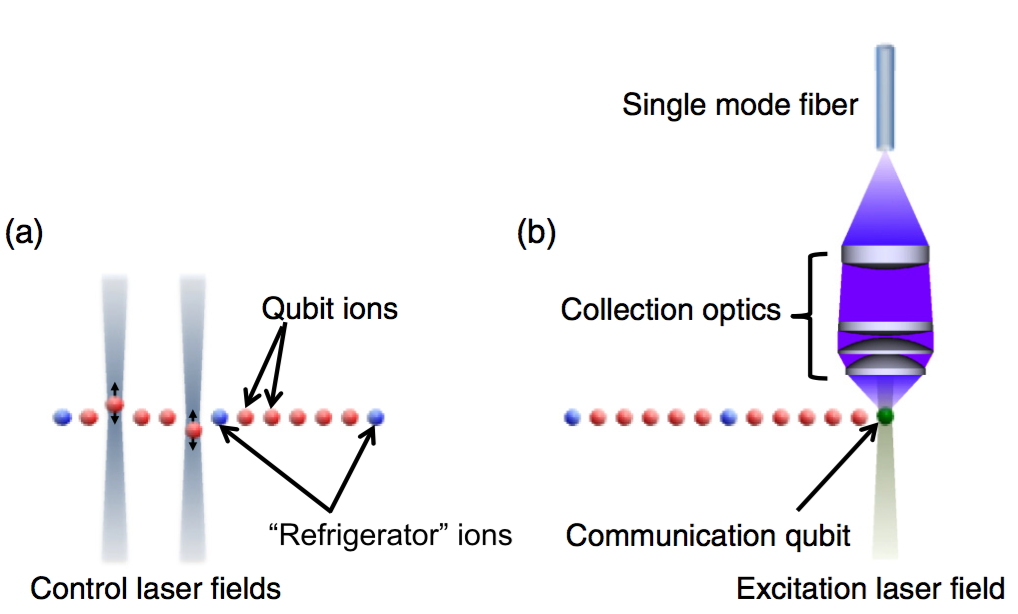 (a)
Qubit ions
“Refrigerator” ions
Control laser fields
(b)
Single mode fiber
Collection optics
Communication qubit
Excitation laser field